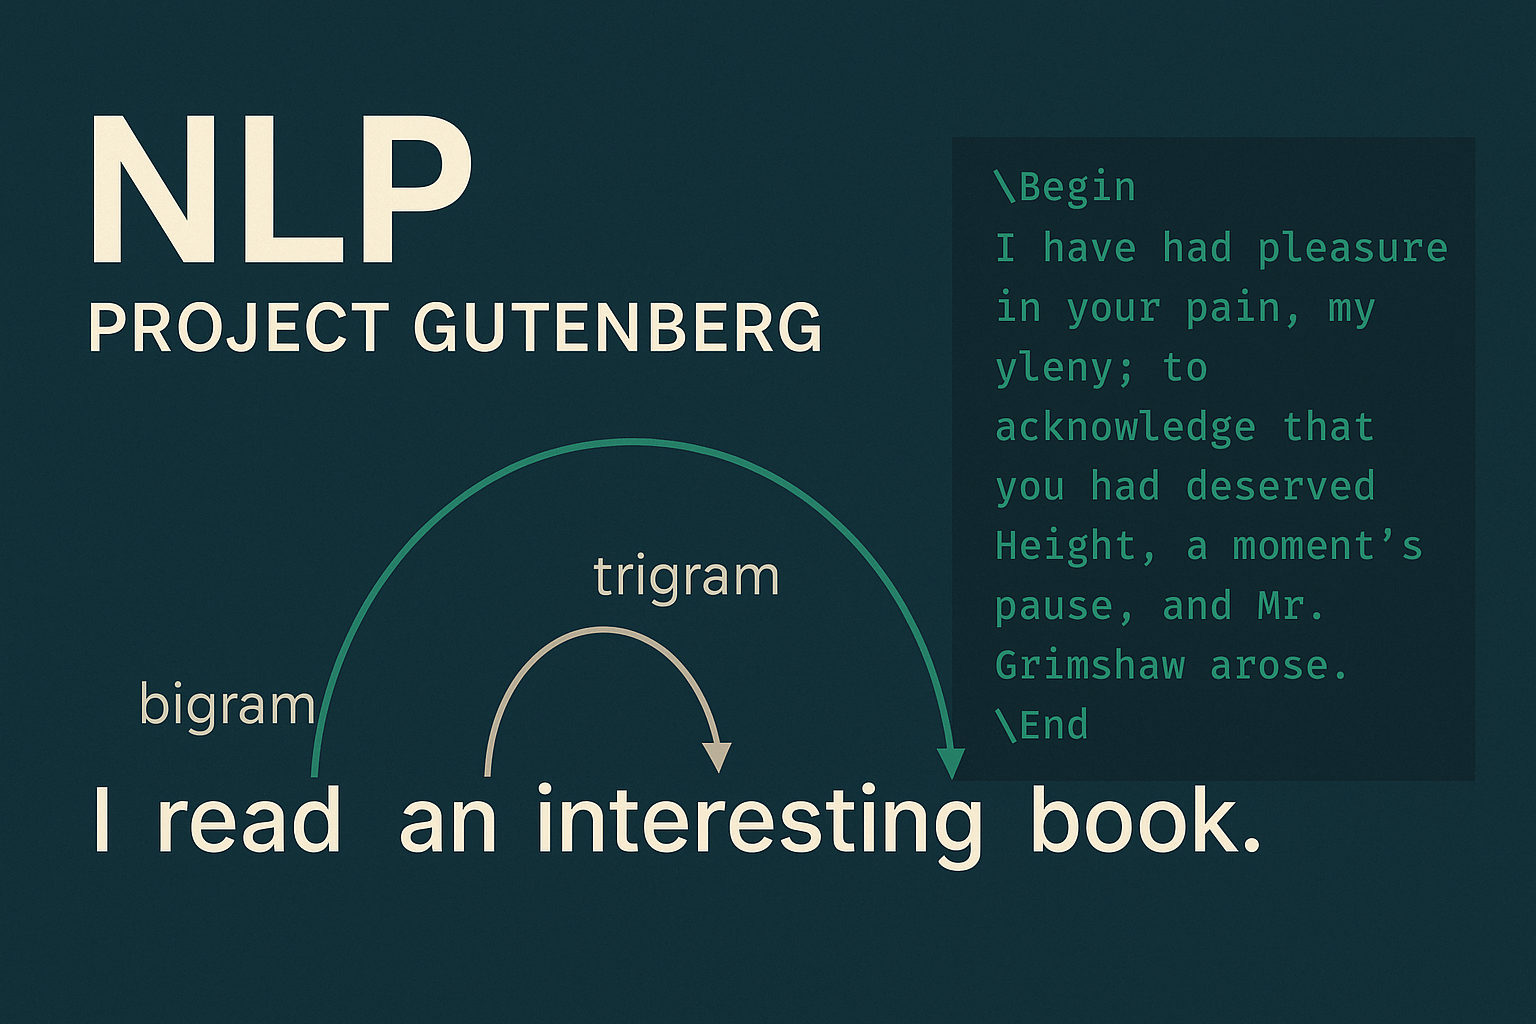 NLP
PROJECT GUTENBERG
\Begin
I have had pleasure
in your pain, my
yleny; to
acknowledge that
you had deserved
Height, a moment’s
pause, and Mr.
Grimshaw arose.
\End
trigram
bigram
I read an interesting book.